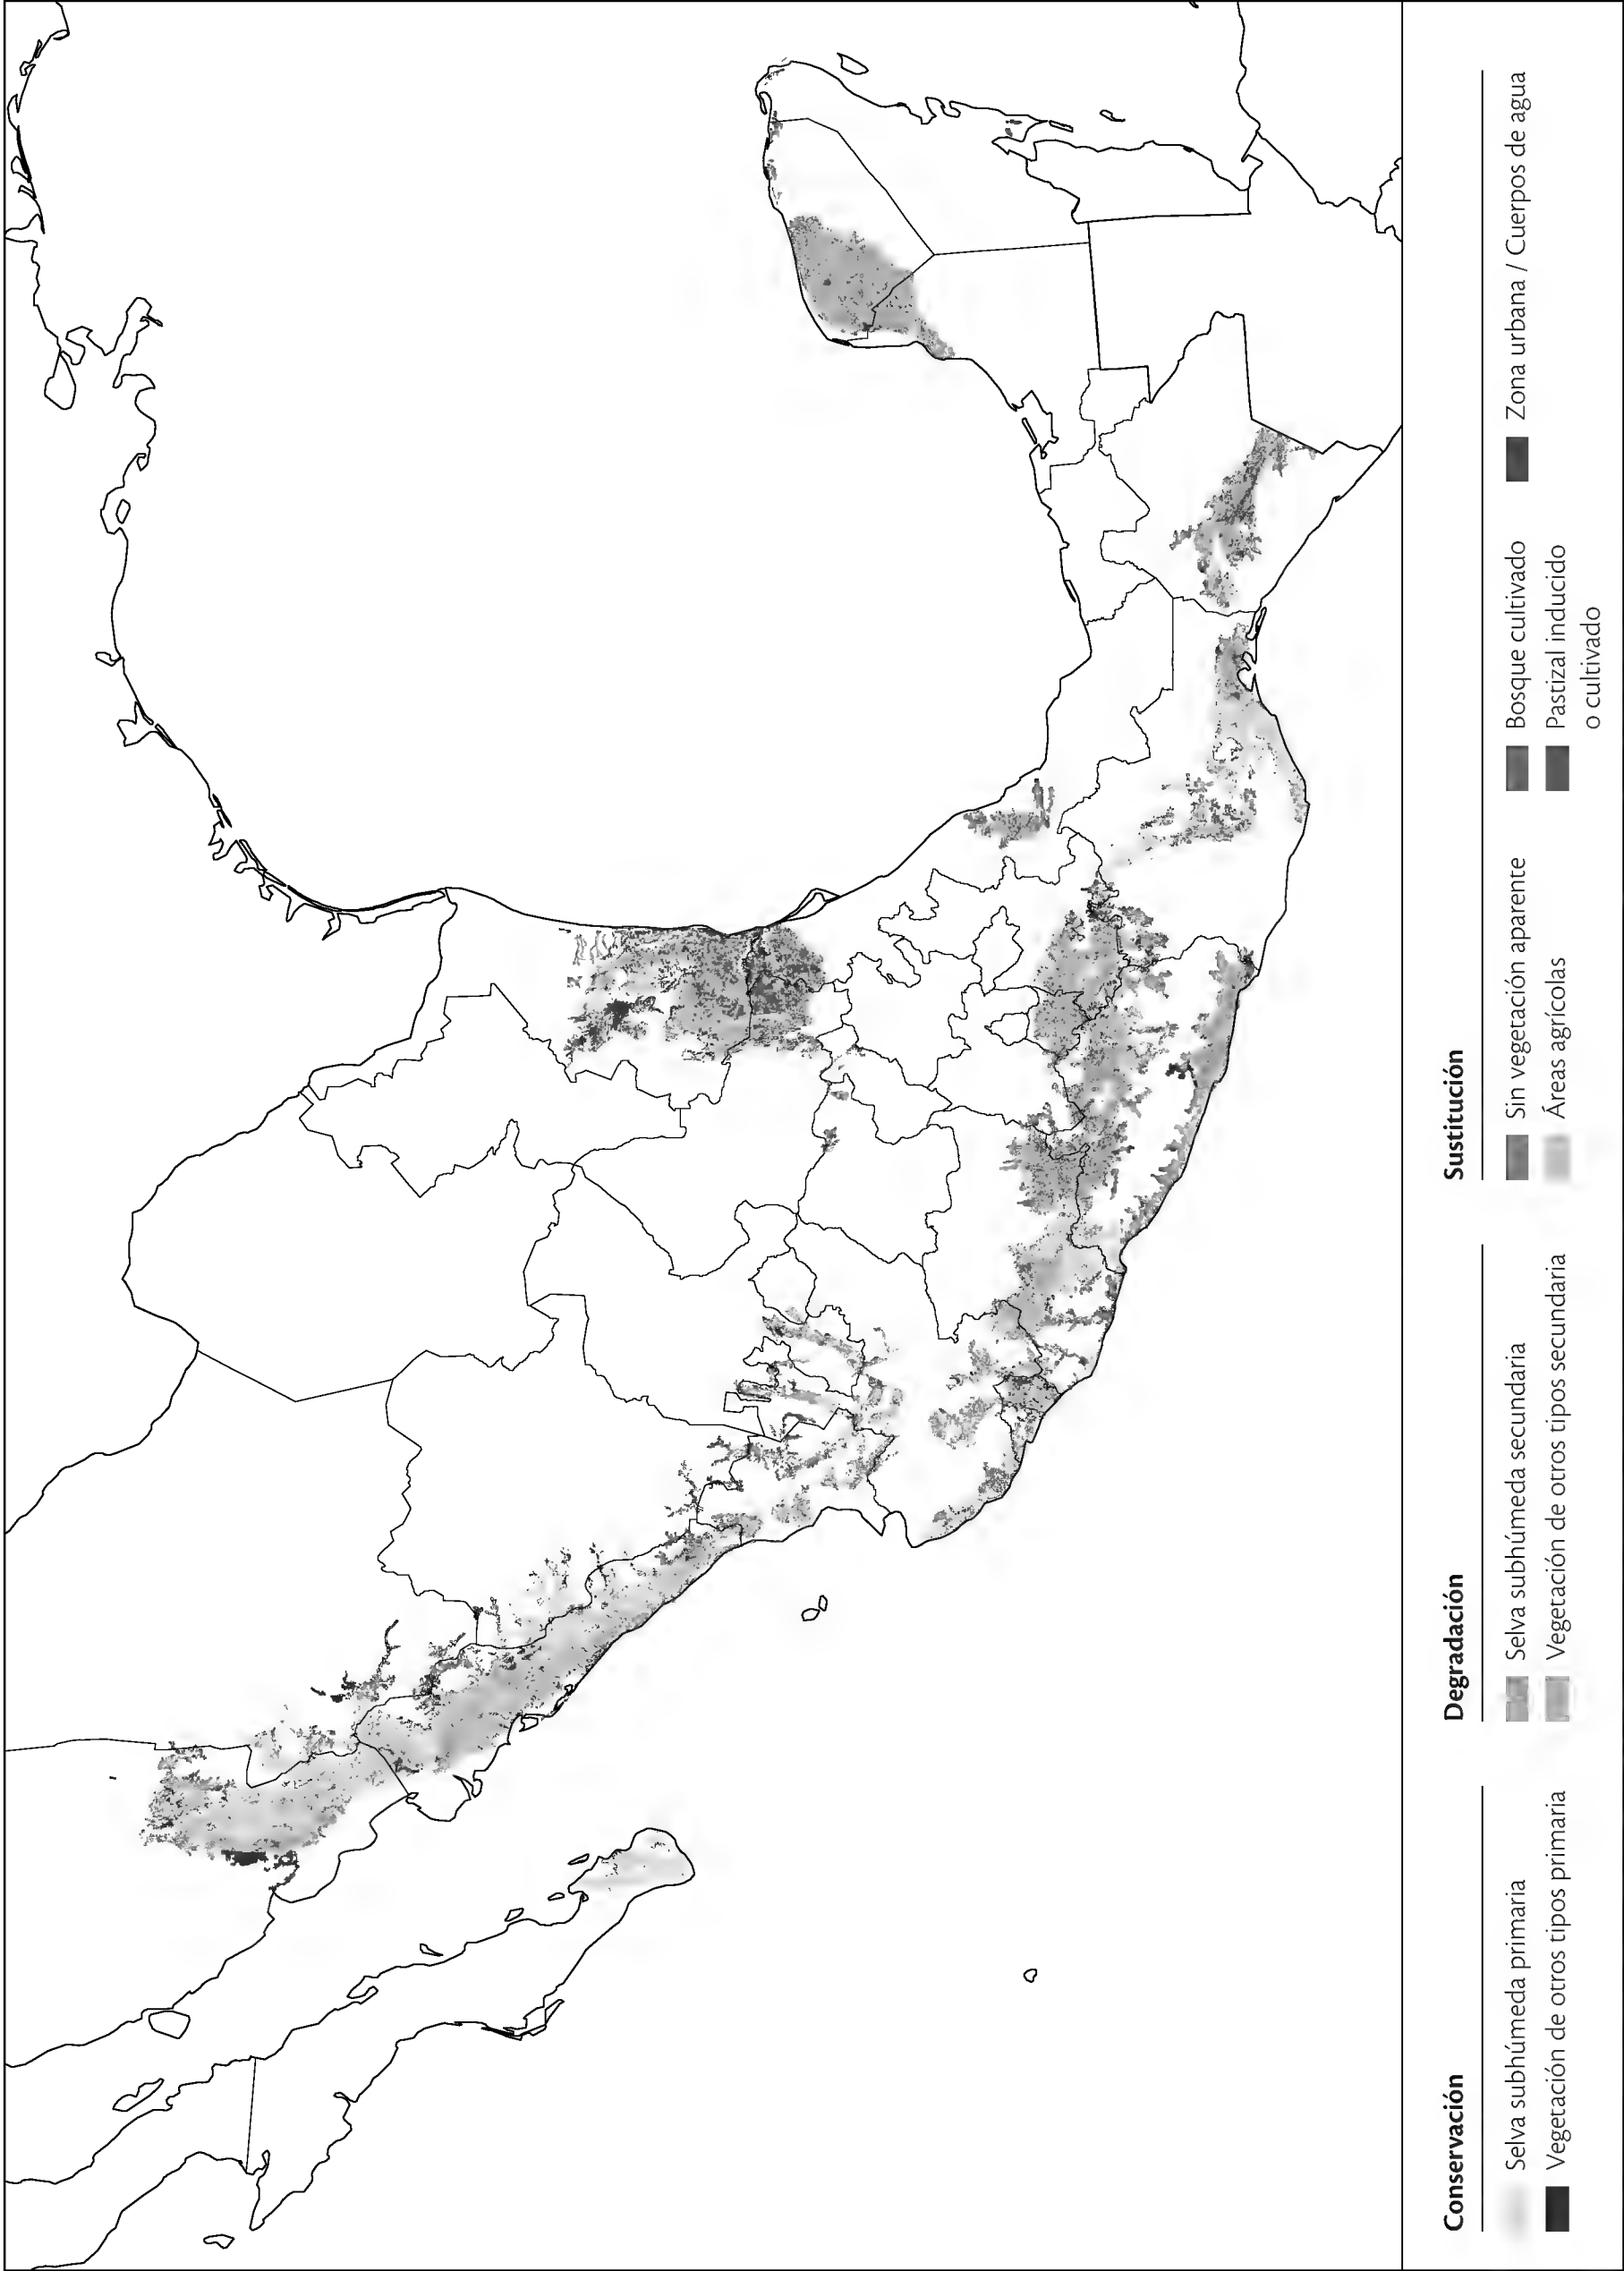 Conservación
Selva subhúmeda primaria
Vegetación de otros tipos primaria
Degradación
Selva subhúmeda secundaria
Vegetación de otros tipos secundaria
Sustitución
Sin vegetación aparente
Áreas agrícolas
Bosque cultivado
Pastizal inducido
o cultivado
Zona urbana / Cuerpos de agua